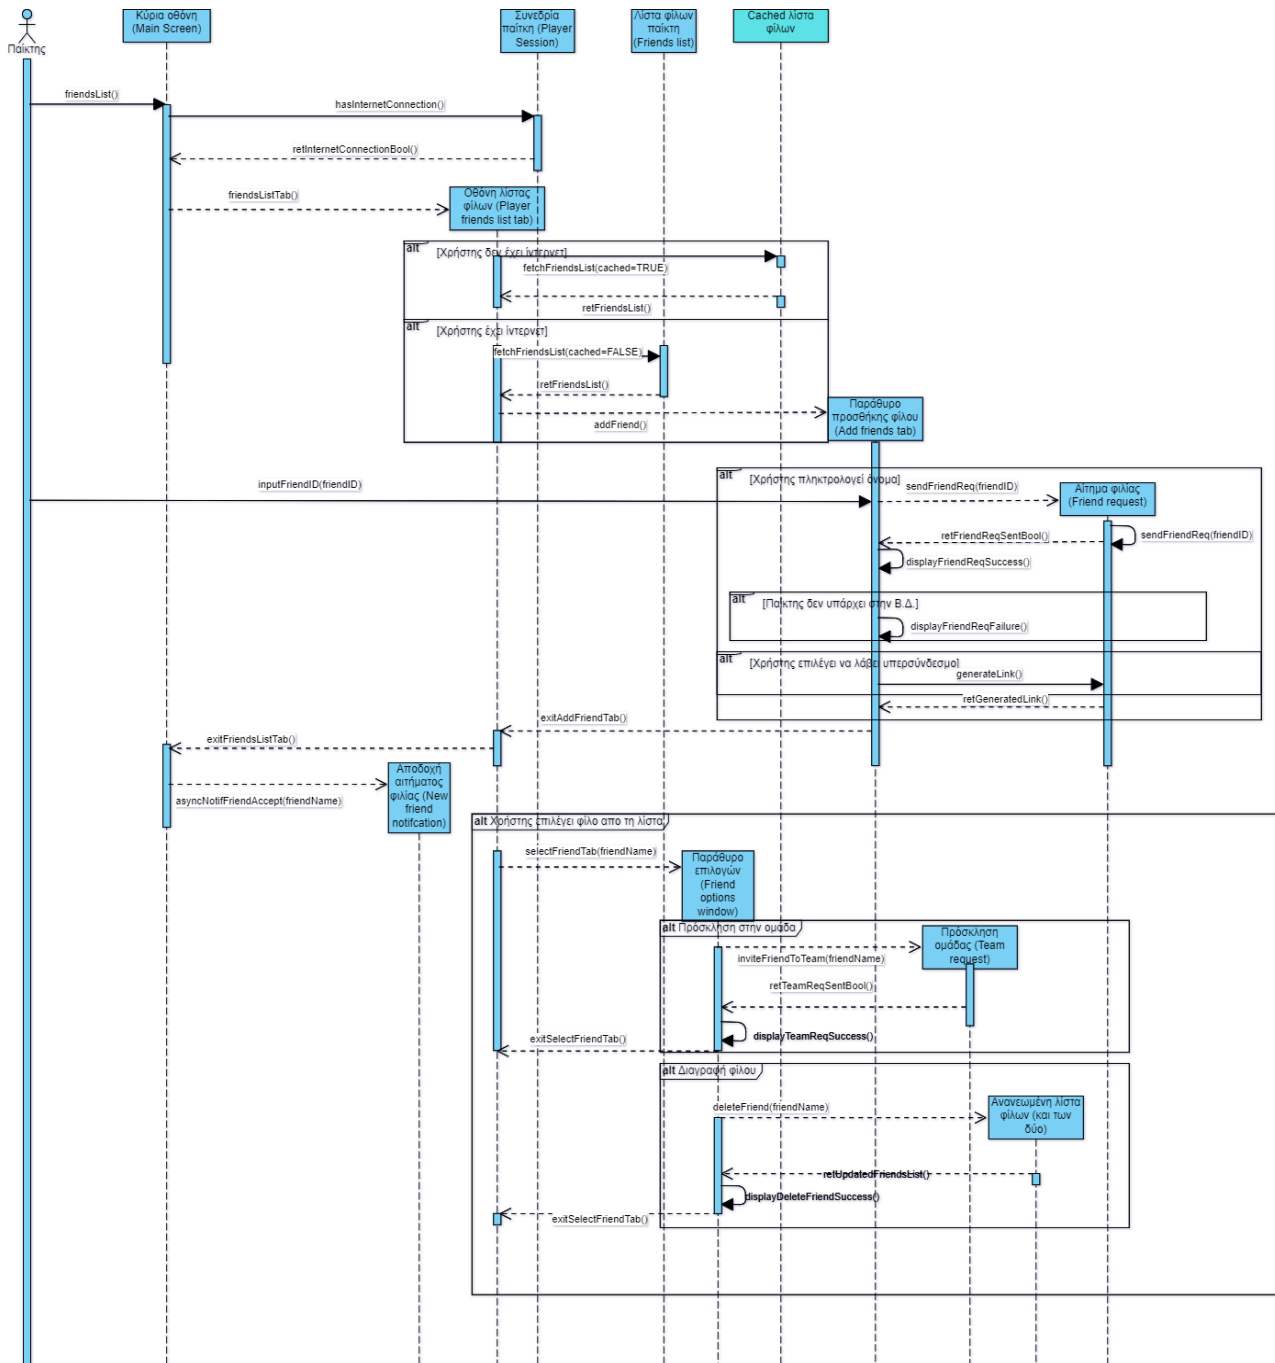 Παίκτης
Κύρια οθόνη
(Main Screen)
Συνεδρία
παίτκη (Player
Session)
Λίστα φίλων
παίκτη
(Friends list)
Cached λίστα
φίλων
friendsList()
hasInternetConnection()
retInternetConnectionBool()
friendsListTab()
Οθόνη λίστας
φίλων (Player
friends list tab)
alt
[Χρήστης δεν έχει ίντερνετ]
fetchFriendsList(cached=TRUE)
retFriendsList()
alt
[Χρήστης έχει ίντερνετ]
fetchFriendsList(cached=FALSE)
retFriendsList()
addFriend()
Παράθυρο
προσθήκης φίλου
(Add friends tab)
alt
[Χρήστης πληκτρολογεί όνομα]
inputFriendID(friendID)
sendFriendReq(friendID)
Αίτημα φιλίας
(Friend request)
retFriendReqSentBool()
sendFriendReq(friendID)
displayFriendReqSuccess()
alt
[Παίκτης δεν υπάρχει στην Β.Δ.]
displayFriendReqFailure()
alt
[Χρήστης επιλέγει να λάβει υπερσύνδεσμο]
generateLink()
retGeneratedLink()
exitAddFriendTab()
exitFriendsListTab()
Αποδοχή
αιτήματος
φιλίας (New
friend
notifcation)
asyncNotifFriendAccept(friendName)
alt Χρήστης επιλέγει φίλο απο τη λίστα
selectFriendTab(friendName)
Παράθυρο
επιλογών
(Friend
options
window)
alt Πρόσκληση στην ομάδα
inviteFriendToTeam(friendName)
Πρόσκληση
ομάδας (Team
request)
retTeamReqSentBool()
displayTeamReqSuccess()
exitSelectFriendTab()
alt Διαγραφή φίλου
deleteFriend(friendName)
Ανανεωμένη λίστα
φίλων (και των
δύο)
retUpdatedFriendsList()
displayDeleteFriendSuccess()
exitSelectFriendTab()